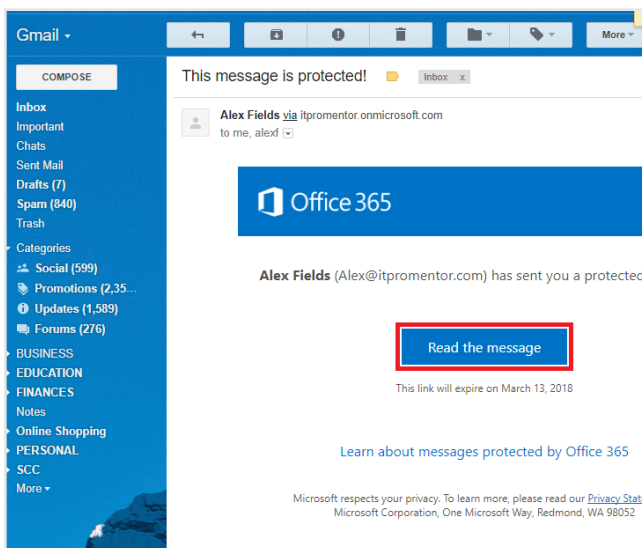 Gmail
More
COMPOSE
This message is protected!
Inbox x
Inbox
Important
Chats
Sent Mail
Drafts (7)
Spam (840)
Trash
Categories
Social (599)
Promotions (2,35...
Updates (1,589)
Forums (276)
BUSINESS
EDUCATION
FINANCES
Notes
Online Shopping
PERSONAL
SCC
More
Alex Fields via itpromentor.onmicrosoft.com
to me, alexf
Office 365
Alex Fields (Alex@itpromentor.com) has sent you a protected
Read the message
This link will expire on March 13, 2018
Learn about messages protected by Office 365
Microsoft respects your privacy. To learn more, please read our Privacy State
Microsoft Corporation, One Microsoft Way, Redmond, WA 98052